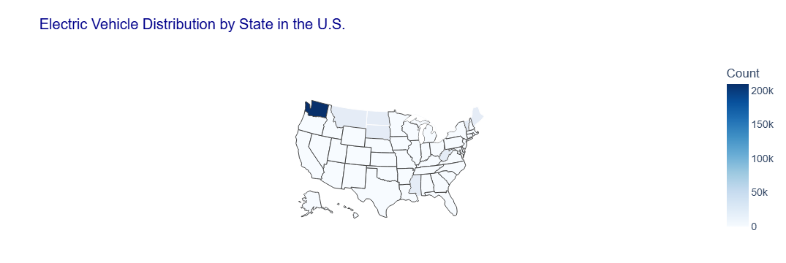 Electric Vehicle Distribution by State in the U.S.
Count
200k
150k
100k
50k
0